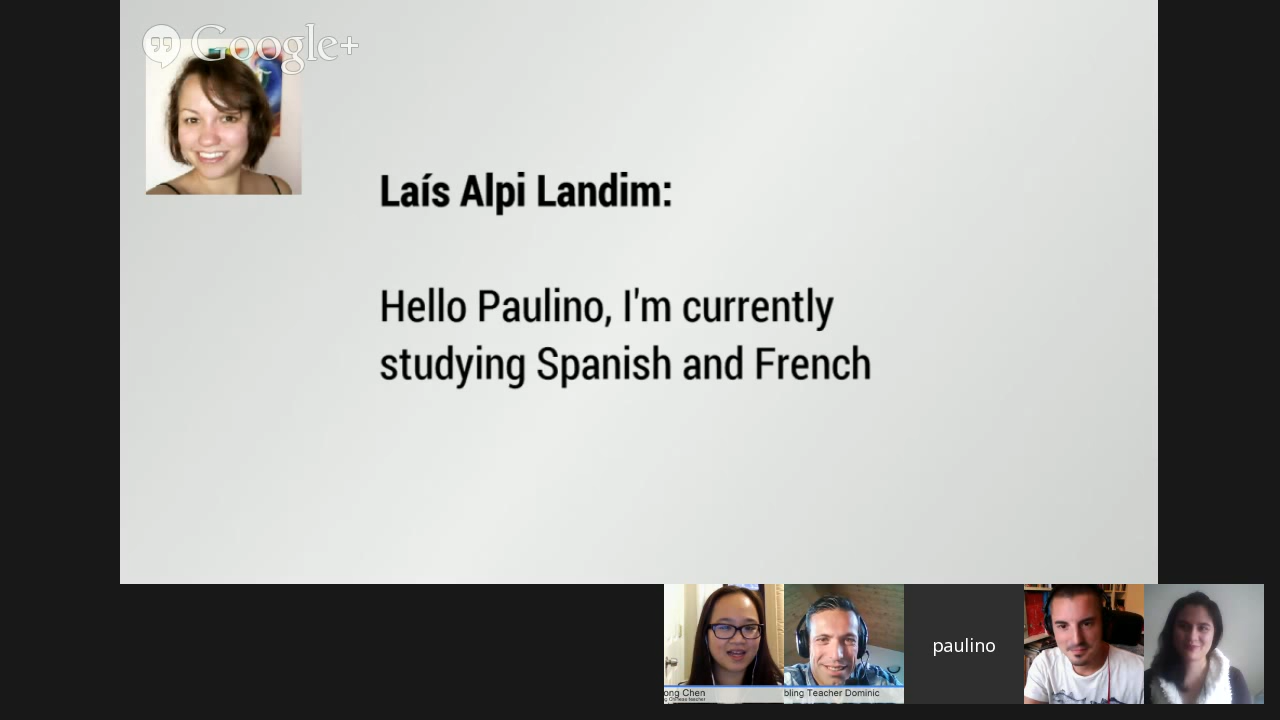 Google+
Laís Alpi Landim:
Hello Paulino, I'm currently
studying Spanish and French
ong Chen
bling Teacher Dominic
paulino